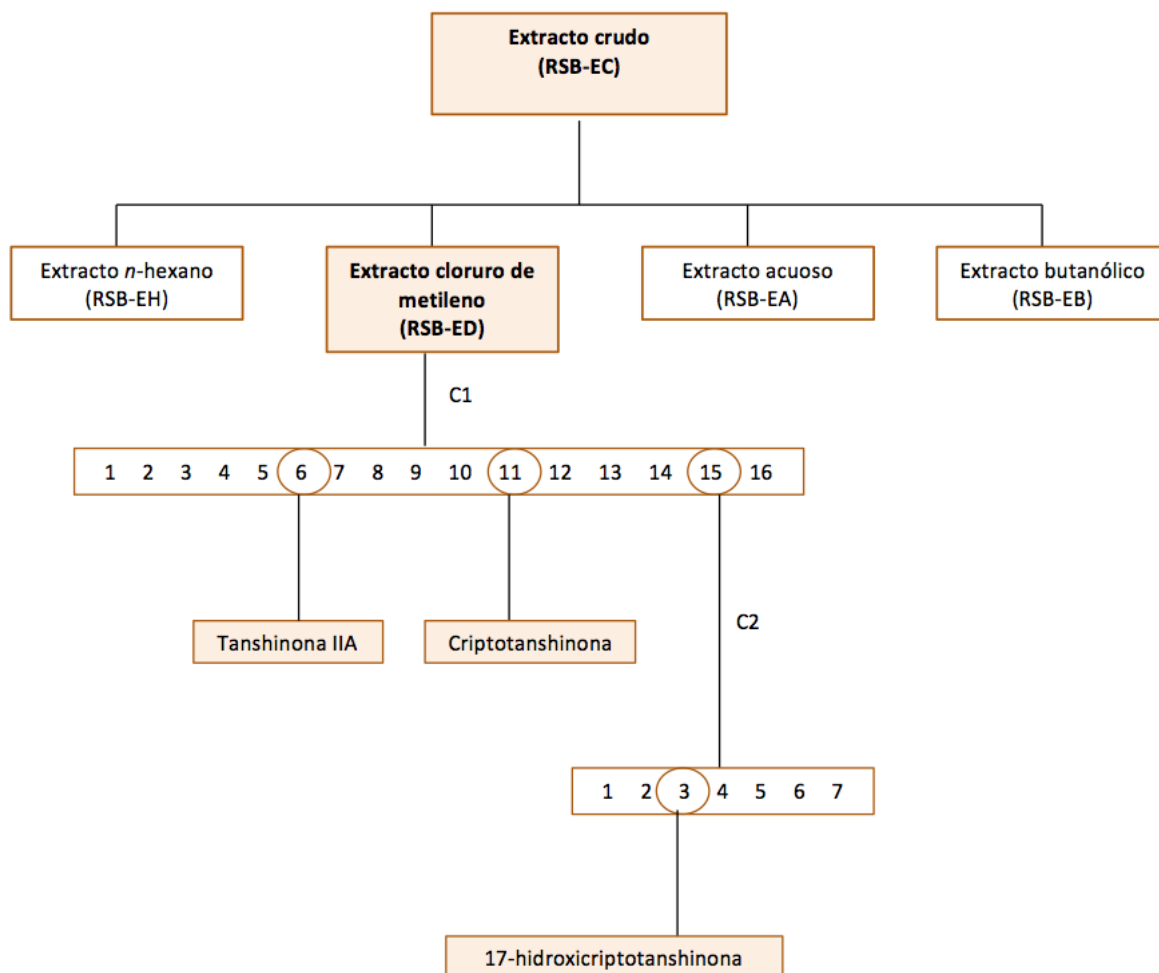 Extracto crudo
(RSB-EC)
Extracto n-hexano
(RSB-EH)
Extracto cloruro de
metileno
(RSB-ED)
Extracto acuoso
(RSB-EA)
Extracto butanólico
(RSB-EB)
C1
1 2 3 4 5 6 7 8 9 10 11 12 13 14 15 16
Tanshinona IIA
Criptotanshinona
C2
1 2 3 4 5 6 7
17-hidroxicriptotanshinona